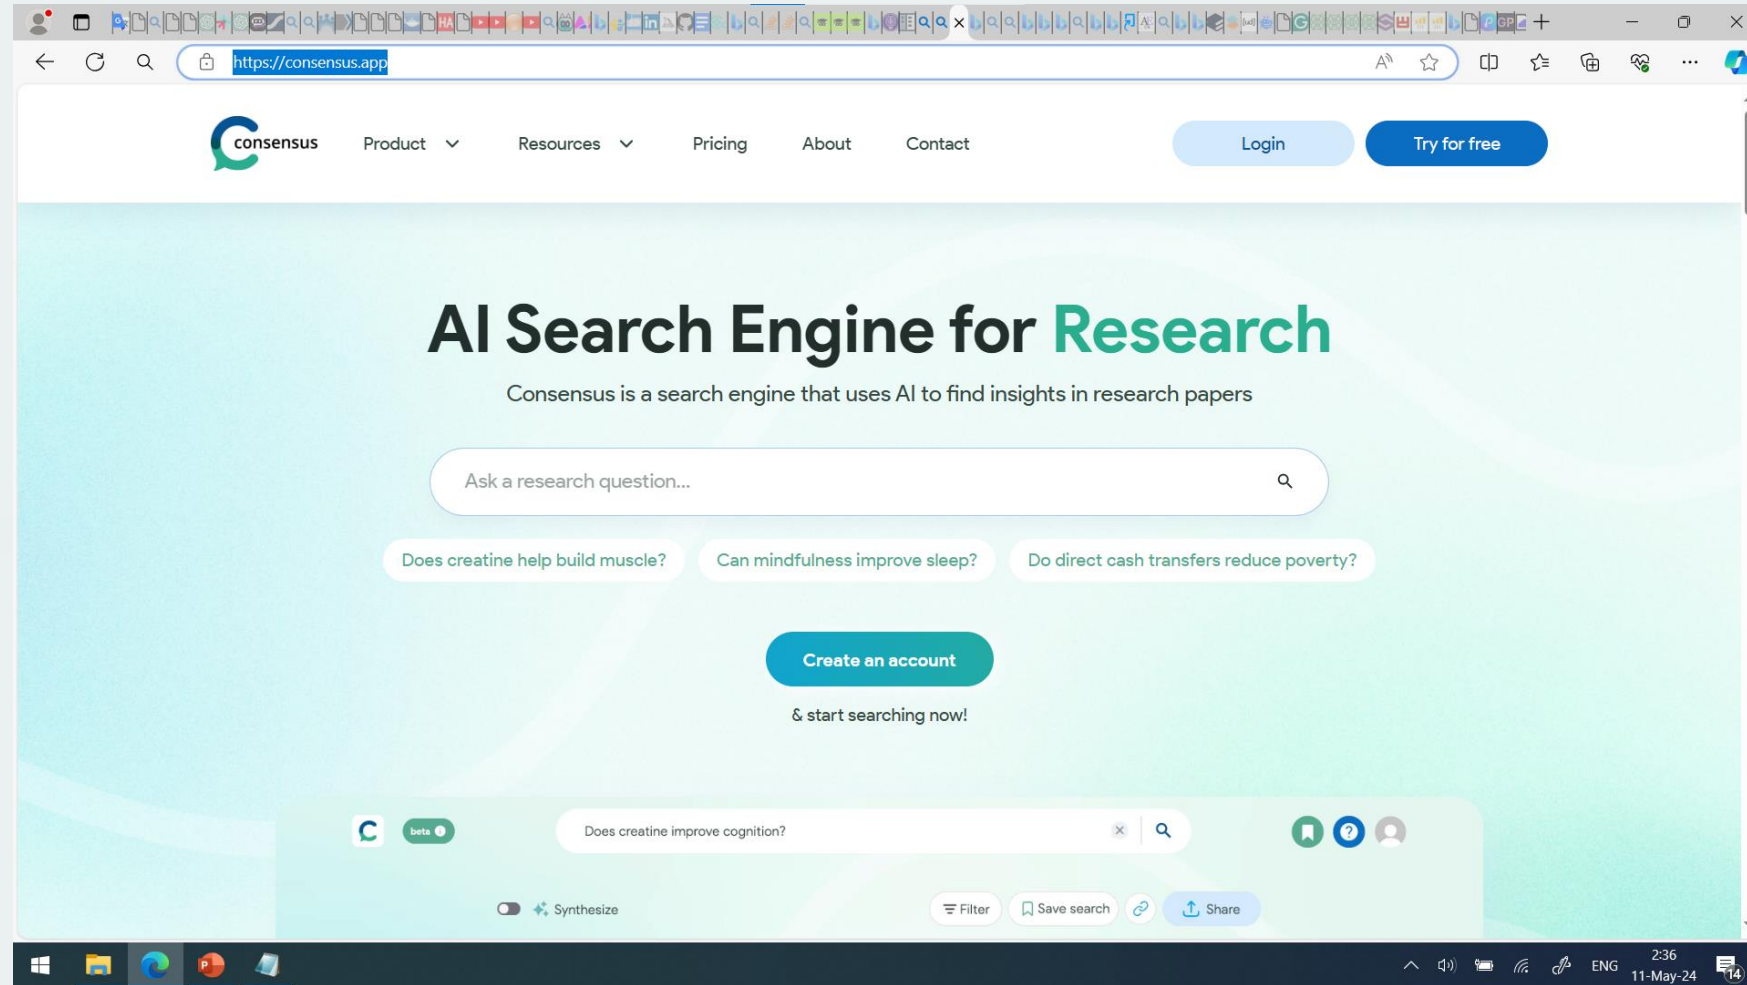 https://consensus.app
consensus
Product
Resources
Pricing
About
Contact
Login
Try for free
AI Search Engine for Research
Consensus is a search engine that uses AI to find insights in research papers
Ask a research question...
Does creatine help build muscle?
Can mindfulness improve sleep?
Do direct cash transfers reduce poverty?
Create an account
& start searching now!
beta
Does creatine improve cognition?
Synthesize
Filter
Save search
Share
ENG
2:36
11-May-24
14